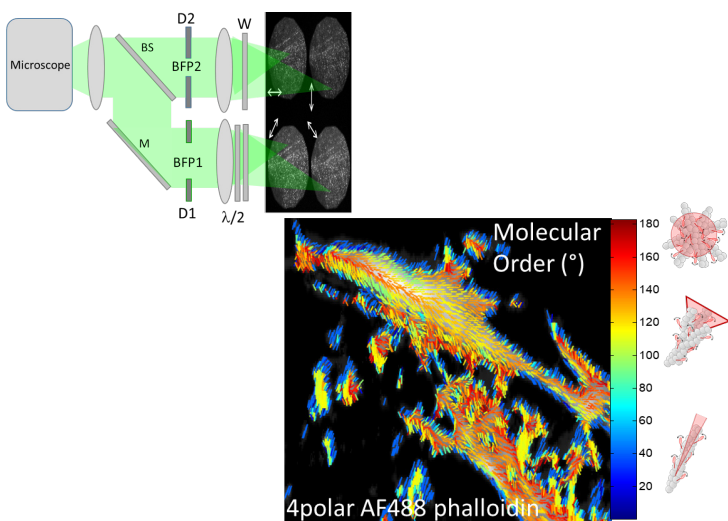 D2
W
BS
Microscope
BFP2
M
BFP1
D1
λ/2
Molecular
Order (°)
180
160
140
120
100
80
60
40
20
4polar AF488 phalloidin